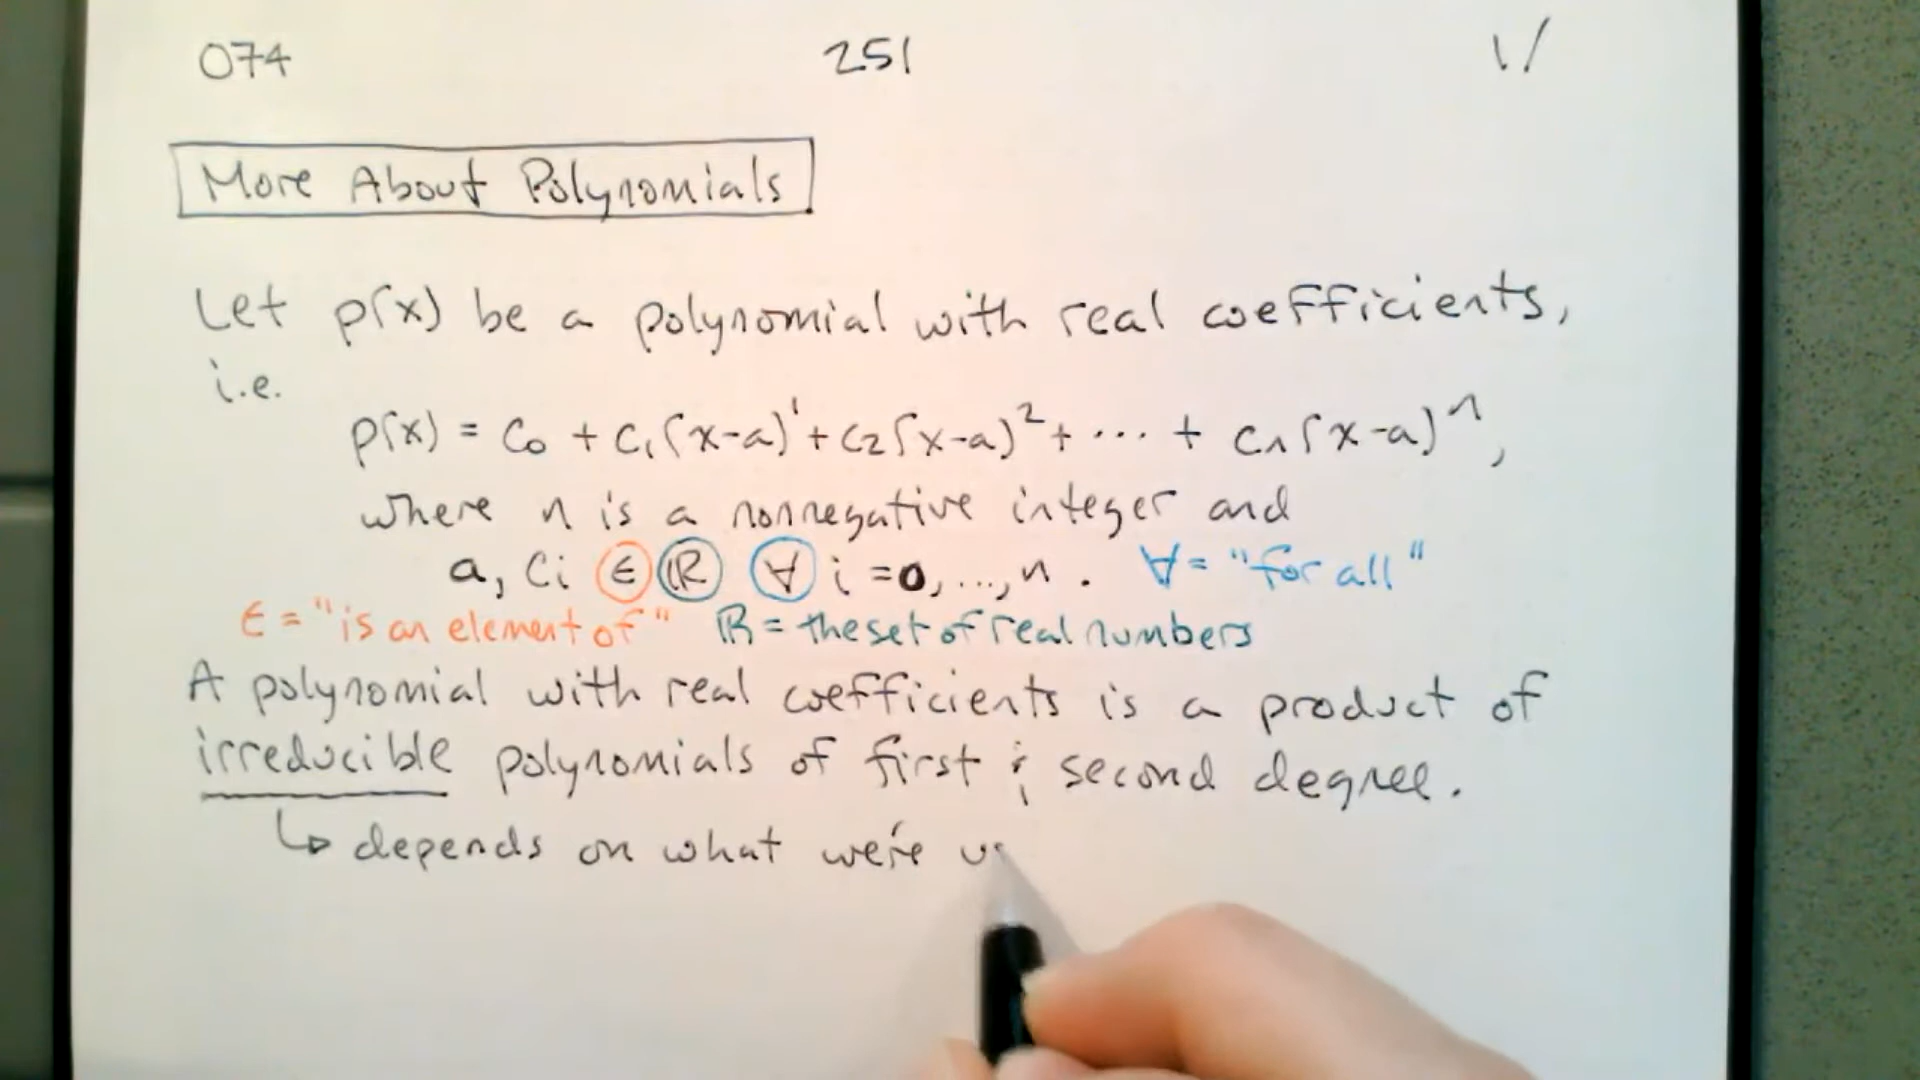 074 251 1/
More About Polynomials
Let p(x) be a polynomial with real coefficients,
i.e.
p(x) = c₀ + c₁(x-a)¹ + c₂(x-a)² + ... + cₙ(x-a)ⁿ,
where n is a nonnegative integer and
a, cᵢ ∈ ℝ ∀ i = 0, ..., n. ∀ = "for all"
∈ = "is an element of" ℝ = the set of real numbers
A polynomial with real coefficients is a product of
irreducible polynomials of first & second degree.
↳ depends on what we're